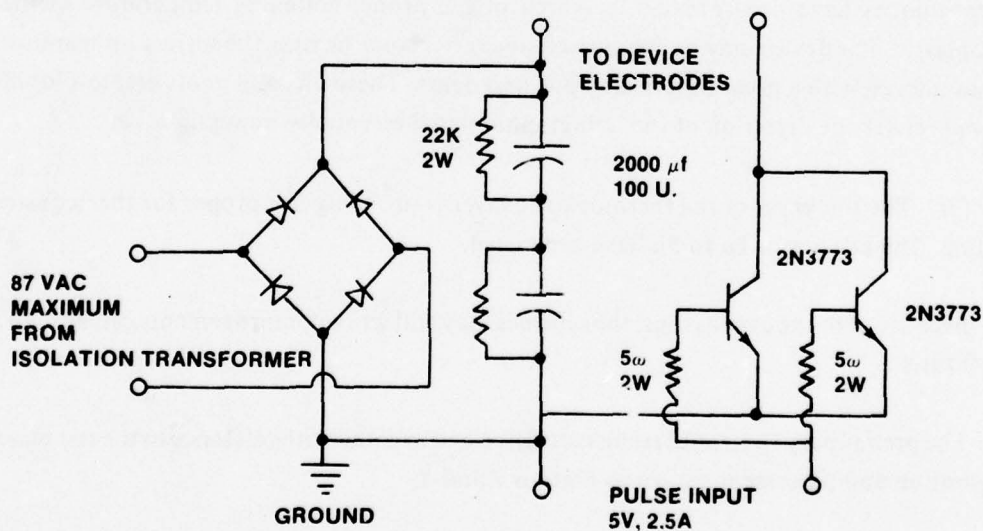 TO DEVICE
ELECTRODES
22K
2W
2000 µf
100 U.
2N3773
2N3773
87 VAC
MAXIMUM
FROM
ISOLATION TRANSFORMER
5ω
2W
5ω
2W
GROUND
PULSE INPUT
5V, 2.5A